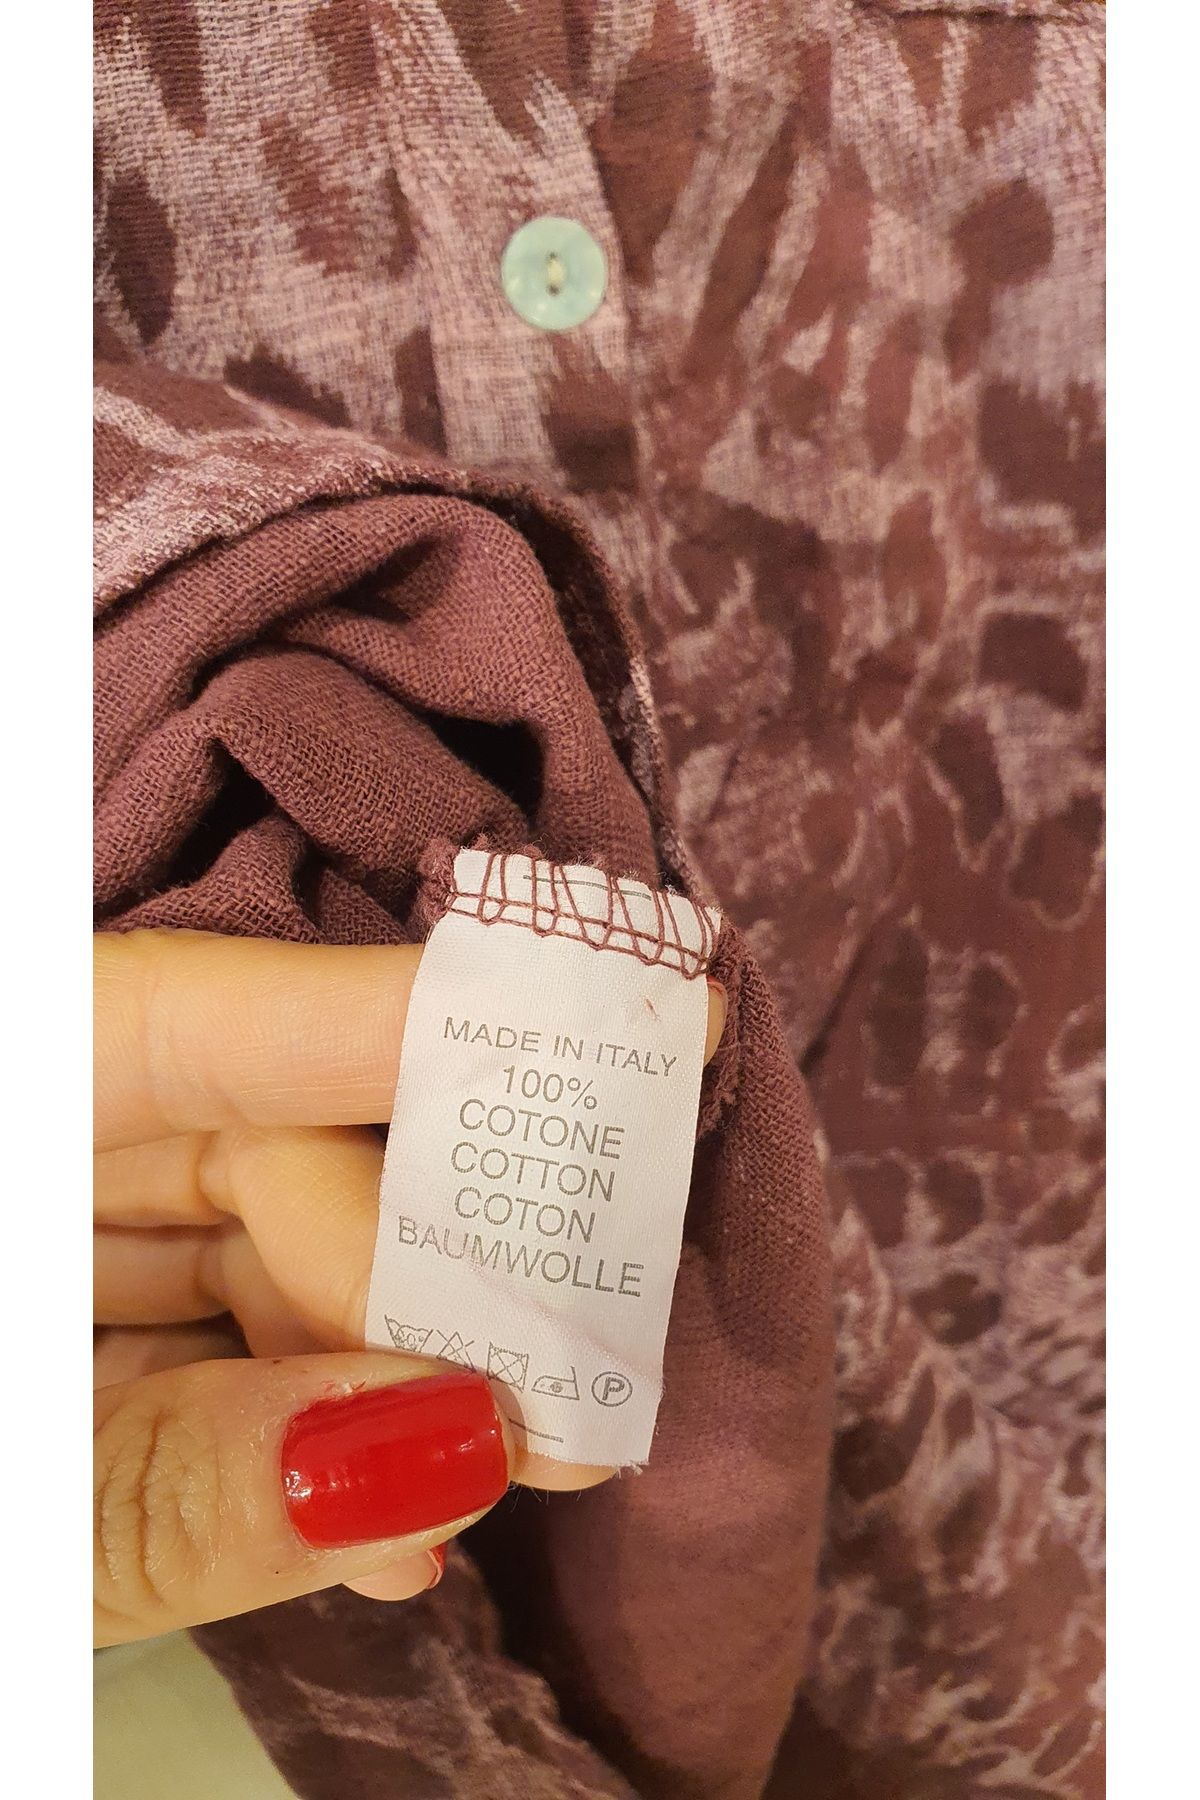 MADE IN ITALY
100%
COTONE
COTTON
COTON
BAUMWOLLE
P